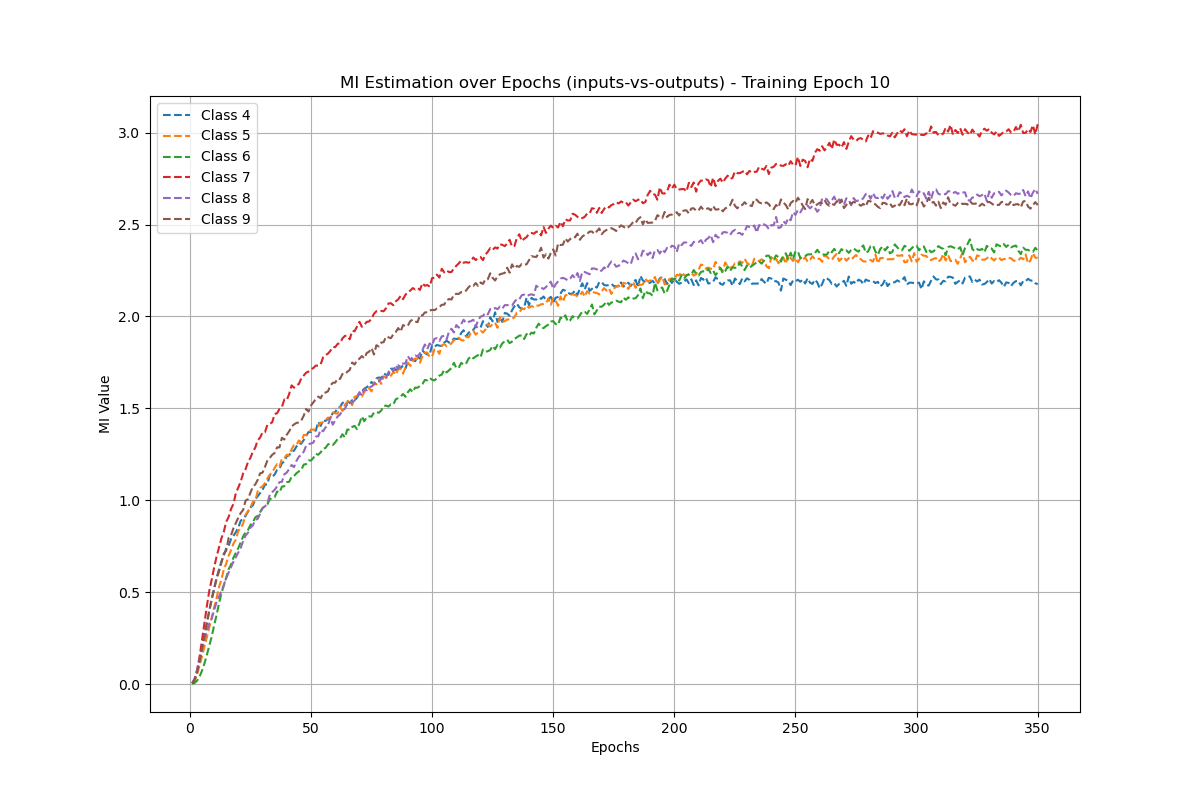 MI Estimation over Epochs (inputs-vs-outputs) - Training Epoch 10
Class 4
Class 5
Class 6
Class 7
Class 8
Class 9
3.0
2.5
2.0
1.5
1.0
0.5
0.0
MI Value
0 50 100 150 200 250 300 350
Epochs